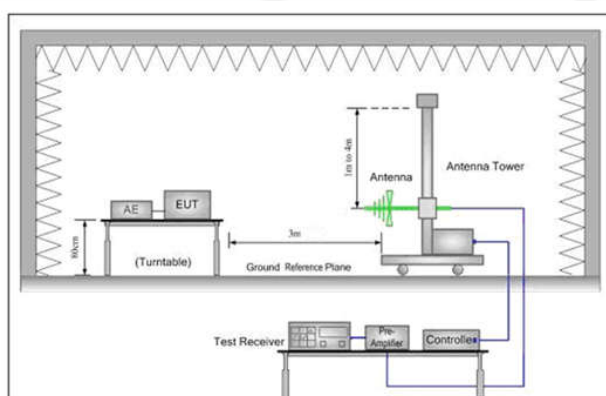 1m to 4m
Antenna
Antenna Tower
AE
EUT
80cm
(Turntable)
3m
Ground Reference Plane
Test Receiver
Pre-
Amplifier
Controller